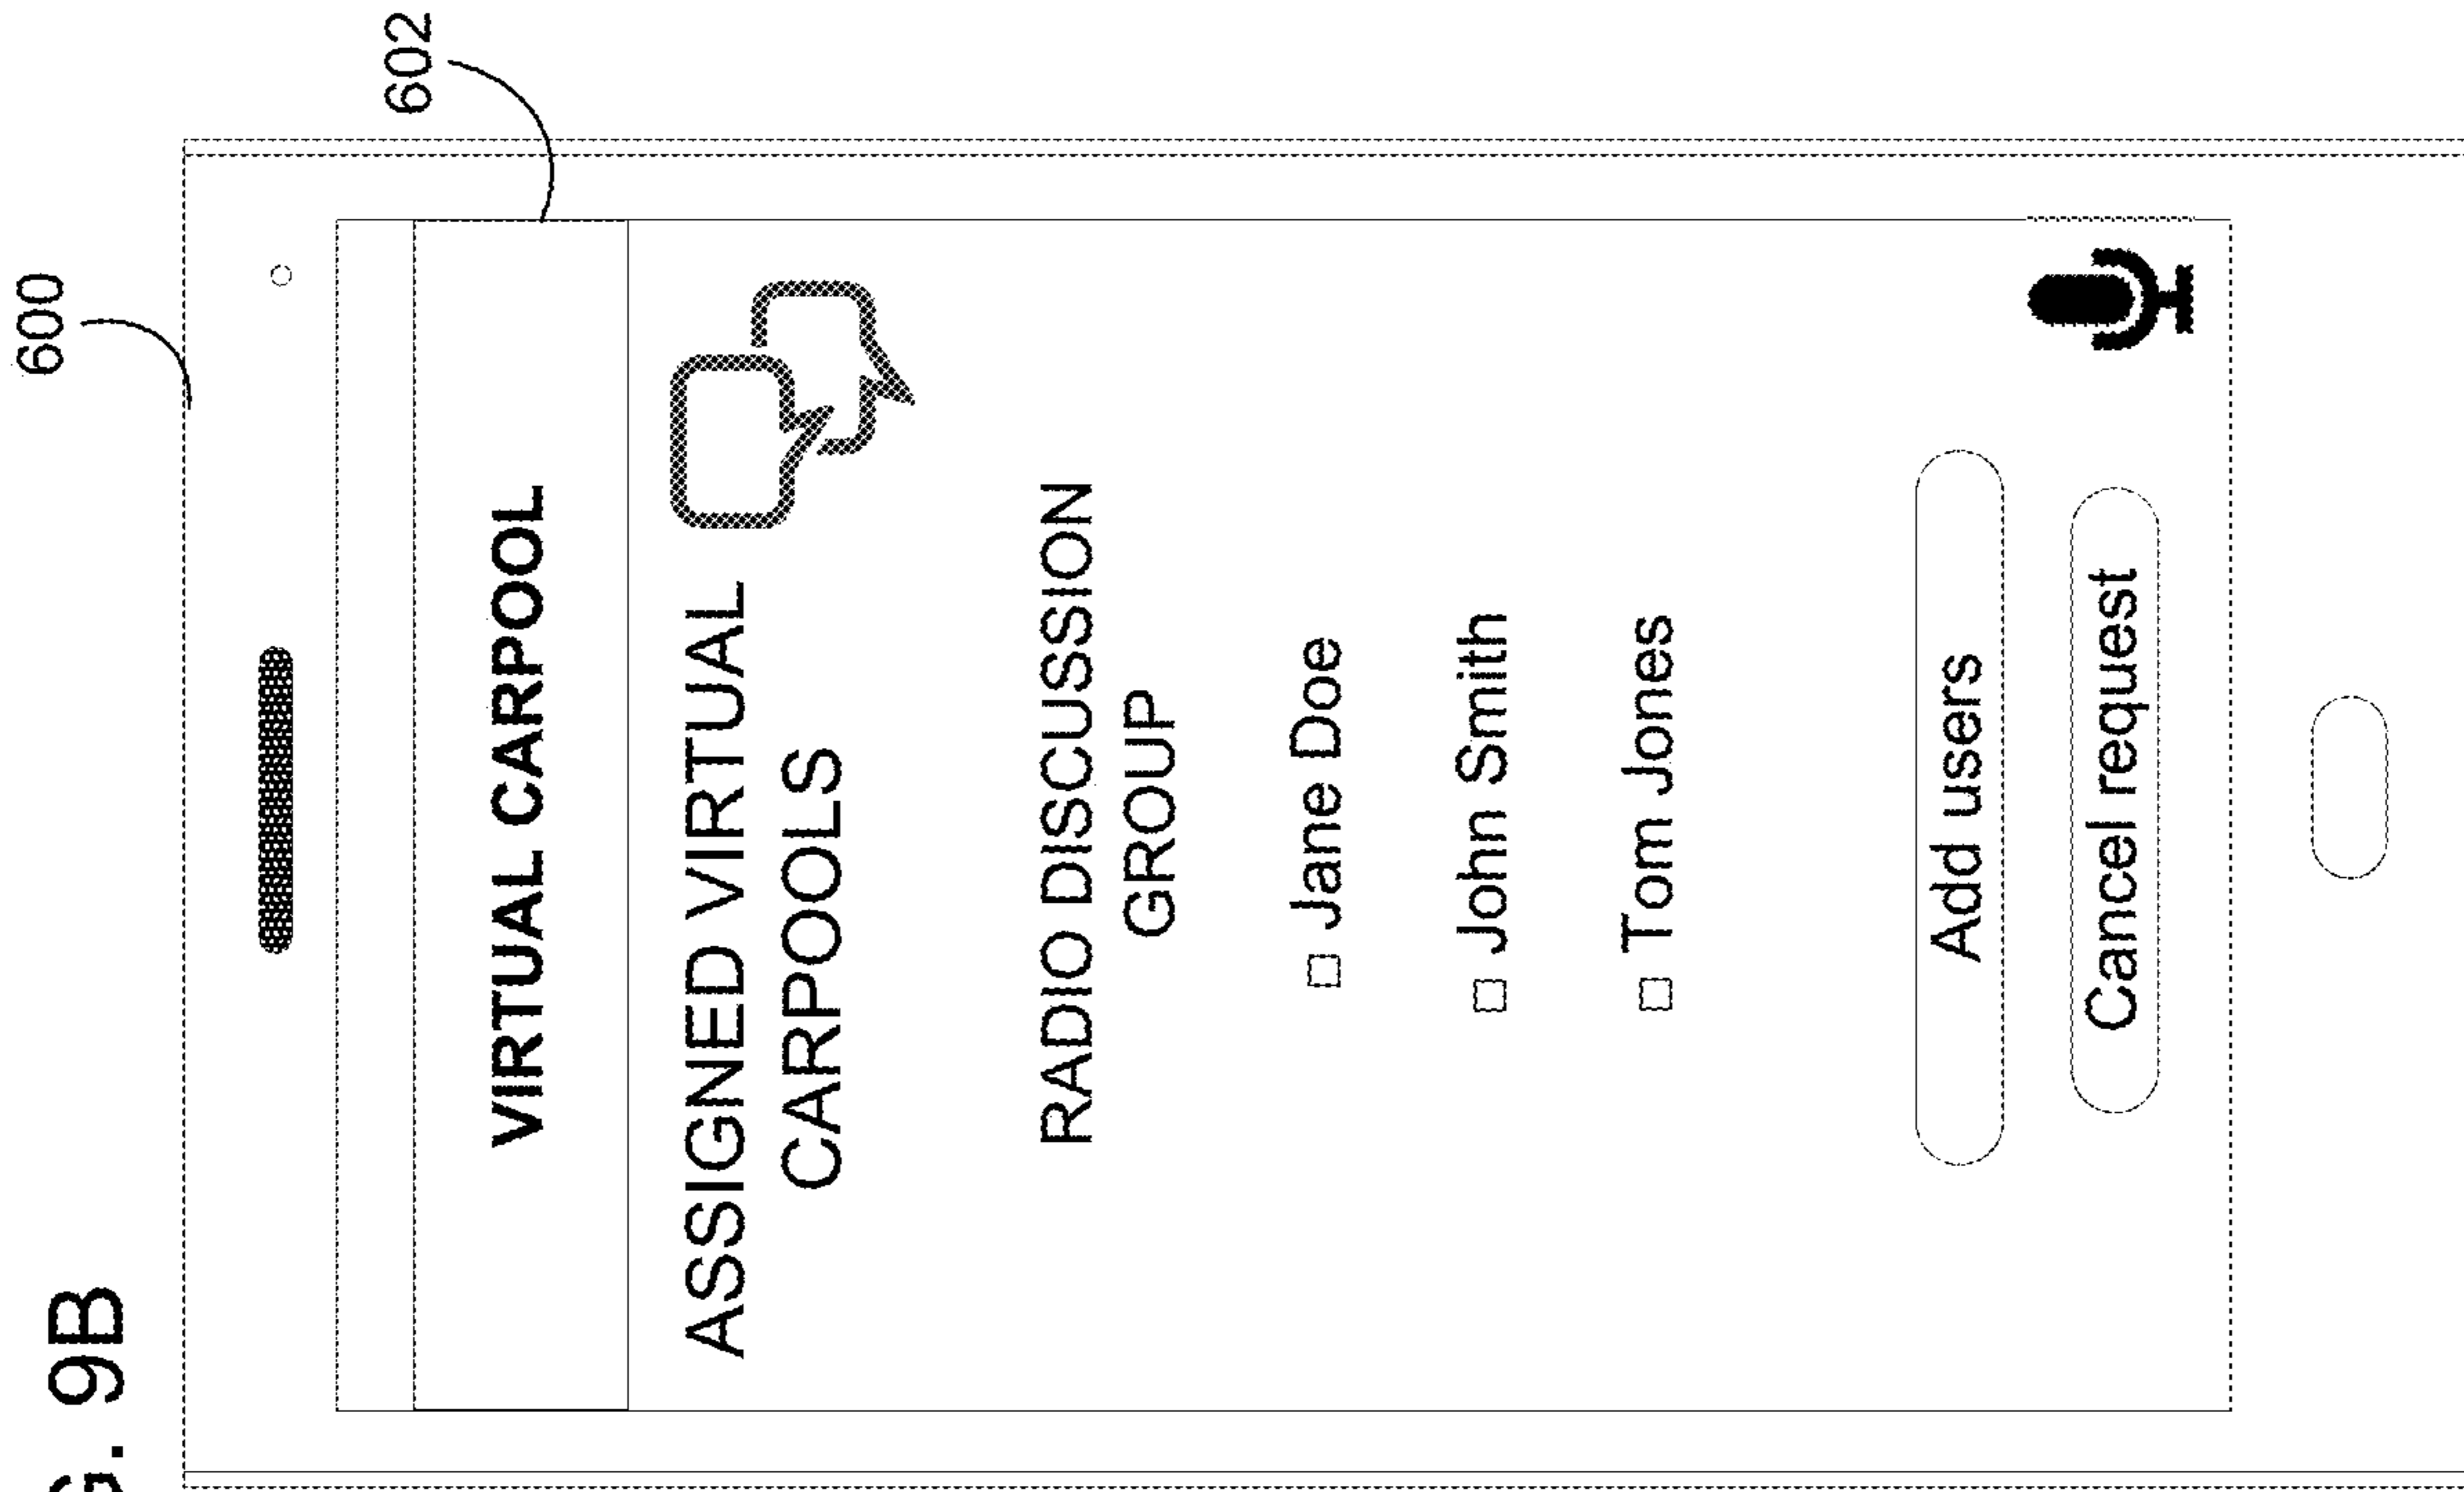 G. 9B
600
602
VIRTUAL CARPOOL
ASSIGNED VIRTUAL
CARPOOLS
RADIO DISCUSSION
GROUP
Jane Doe
John Smith
Tom Jones
Add users
Cancel request